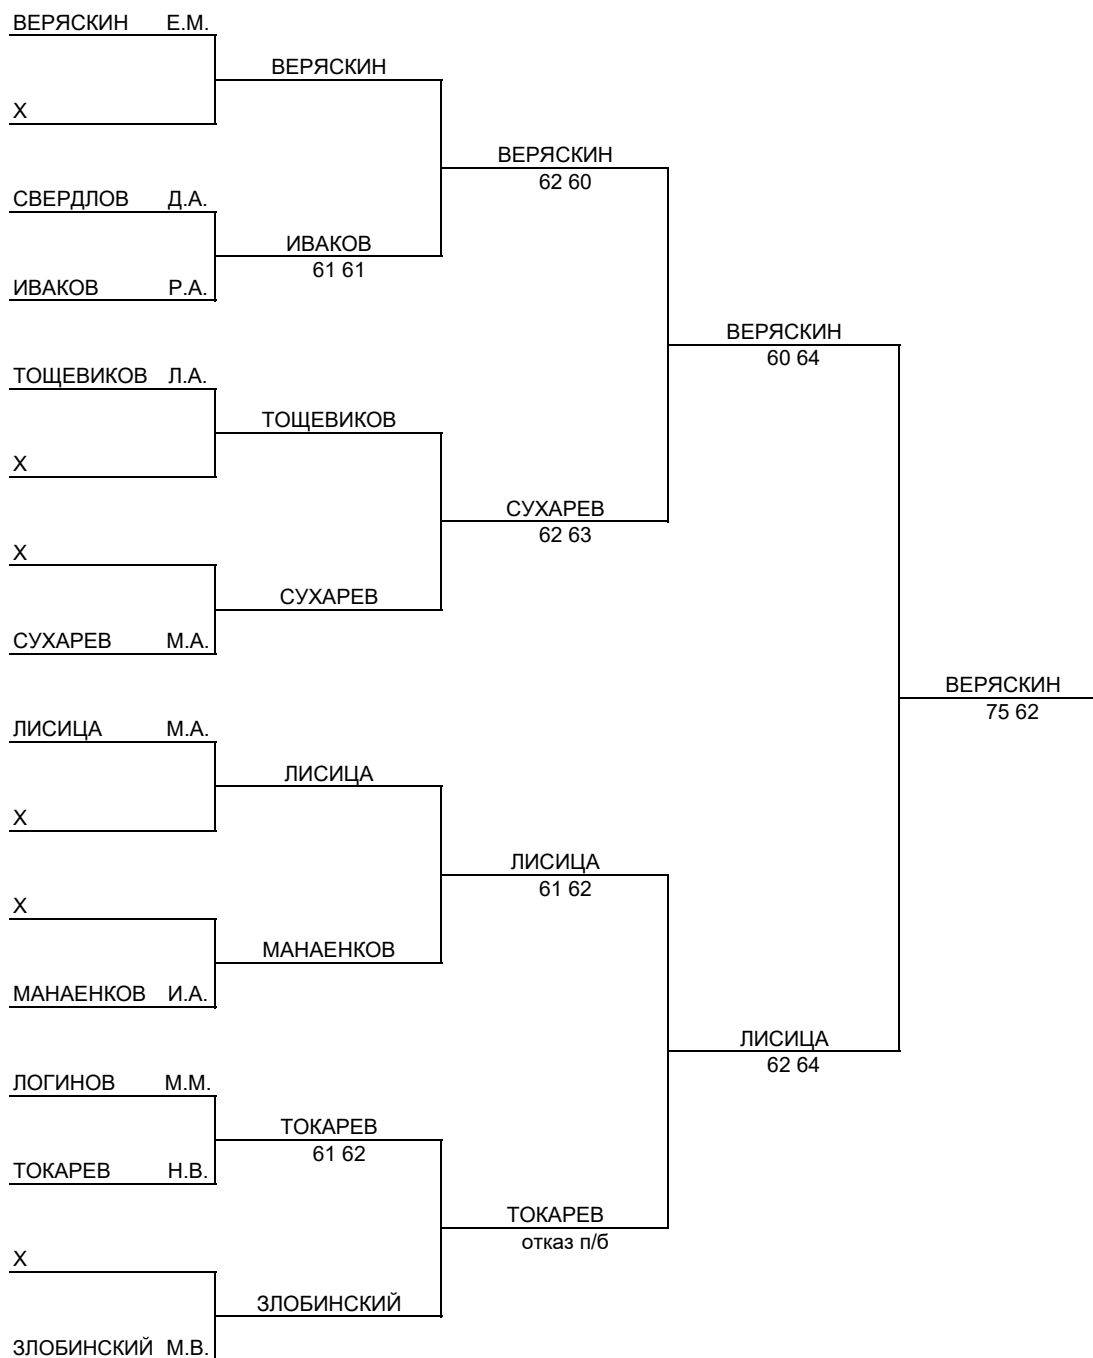 ВЕРЯСКИН Е.М.
ВЕРЯСКИН
X
ВЕРЯСКИН
62 60
СВЕРДЛОВ Д.А.
ИВАКОВ
61 61
ИВАКОВ Р.А.
ВЕРЯСКИН
60 64
ТОЩЕВИКОВ Л.А.
ТОЩЕВИКОВ
X
СУХАРЕВ
62 63
X
СУХАРЕВ
СУХАРЕВ М.А.
ВЕРЯСКИН
75 62
ЛИСИЦА М.А.
ЛИСИЦА
X
ЛИСИЦА
61 62
X
МАНАЕНКОВ
МАНАЕНКОВ И.А.
ЛИСИЦА
62 64
ЛОГИНОВ М.М.
ТОКАРЕВ
61 62
ТОКАРЕВ Н.В.
ТОКАРЕВ
отказ п/б
X
ЗЛОБИНСКИЙ
ЗЛОБИНСКИЙ М.В.